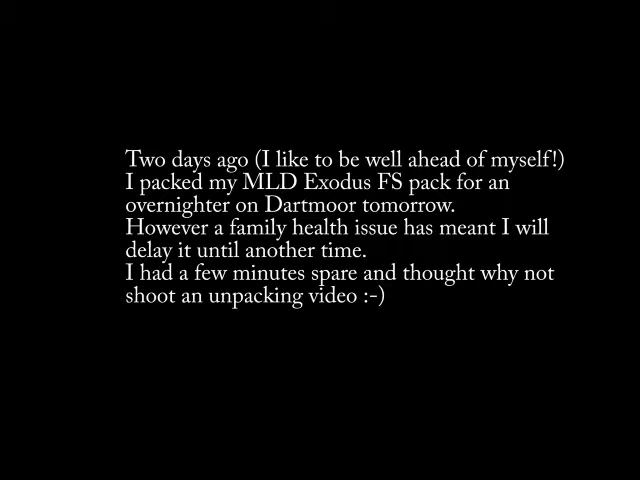 Two days ago (I like to be well ahead of myself!)
I packed my MLD Exodus FS pack for an
overnighter on Dartmoor tomorrow.
However a family health issue has meant I will
delay it until another time.
I had a few minutes spare and thought why not
shoot an unpacking video :-)